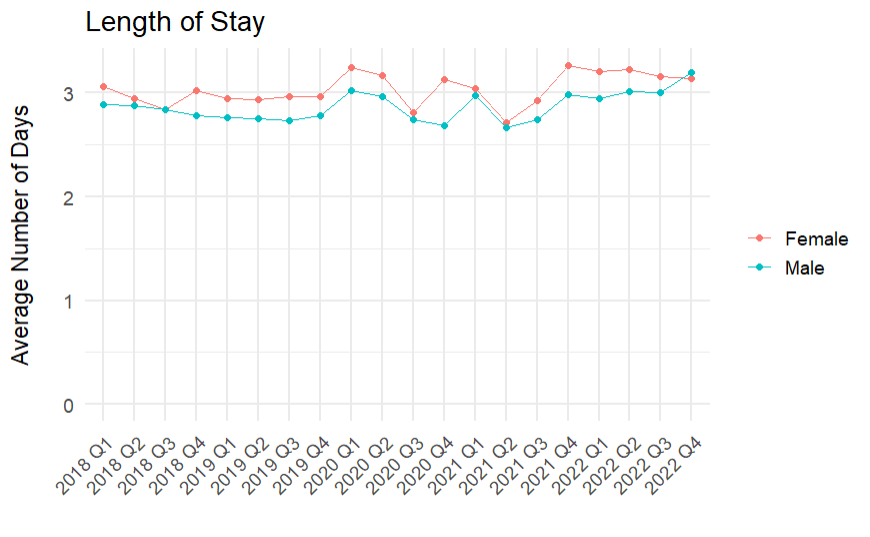 Length of Stay
Average Number of Days
3
2
1
0
2018 Q1
2018 Q2
2018 Q3
2018 Q4
2019 Q1
2019 Q2
2019 Q3
2019 Q4
2020 Q1
2020 Q2
2020 Q3
2020 Q4
2021 Q1
2021 Q2
2021 Q3
2021 Q4
2022 Q1
2022 Q2
2022 Q3
2022 Q4
Female
Male